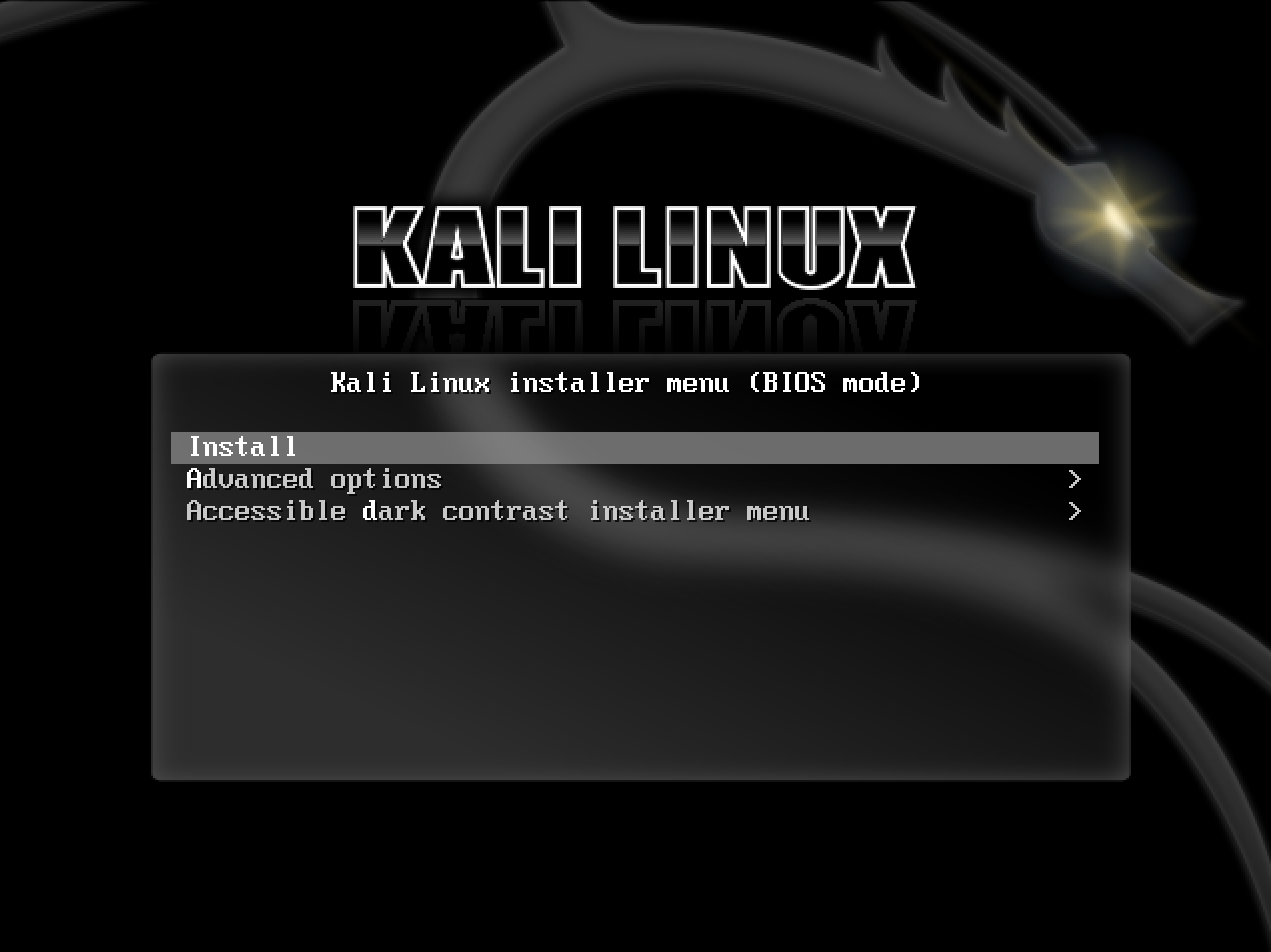 KALI LINUX
Kali Linux installer menu (BIOS mode)
Install
Advanced options >
Accessible dark contrast installer menu >